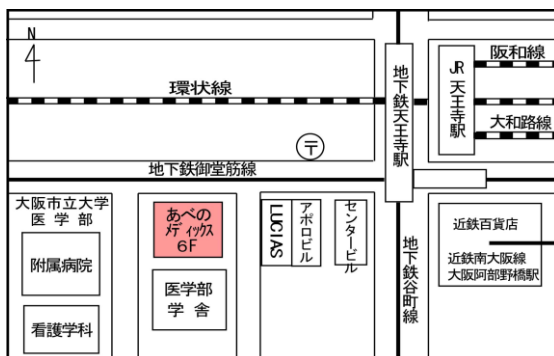 N
環状線
地下鉄天王寺駅
JR天王寺駅
阪和線
大和路線
〒
地下鉄御堂筋線
大阪市立大学
医学部
附属病院
看護学科
あべの
メディックス
6F
医学部
学舎
LUCIAS
アポロビル
センタービル
地下鉄谷町線
近鉄百貨店
近鉄南大阪線
大阪阿部野橋駅